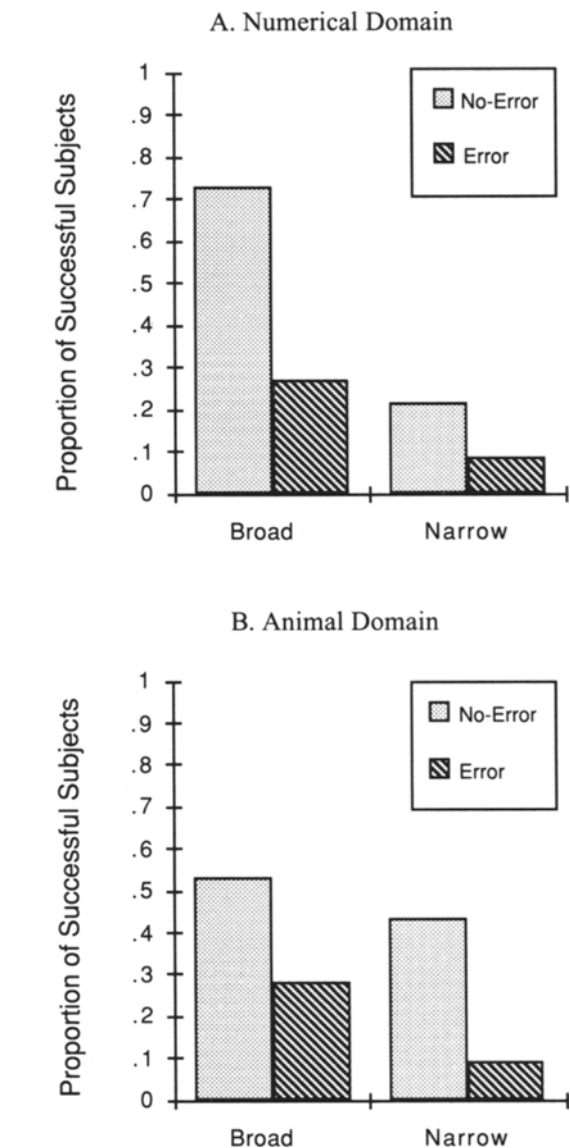 A. Numerical Domain
Proportion of Successful Subjects
1
.9
.8
.7
.6
.5
.4
.3
.2
.1
0
No-Error
Error
Broad Narrow
B. Animal Domain
Proportion of Successful Subjects
1
.9
.8
.7
.6
.5
.4
.3
.2
.1
0
No-Error
Error
Broad Narrow